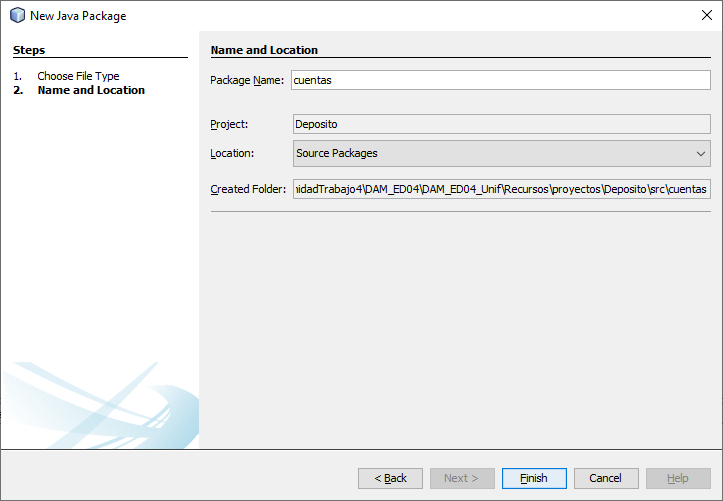 New Java Package
Steps
1. Choose File Type
2. Name and Location
Name and Location
Package Name: cuentas
Project: Deposito
Location: Source Packages
Created Folder: nidadTrabajo4\DAM_ED04\DAM_ED04_Unif\Recursos\proyectos\Deposito\src\cuentas
< Back
Next >
Finish
Cancel
Help